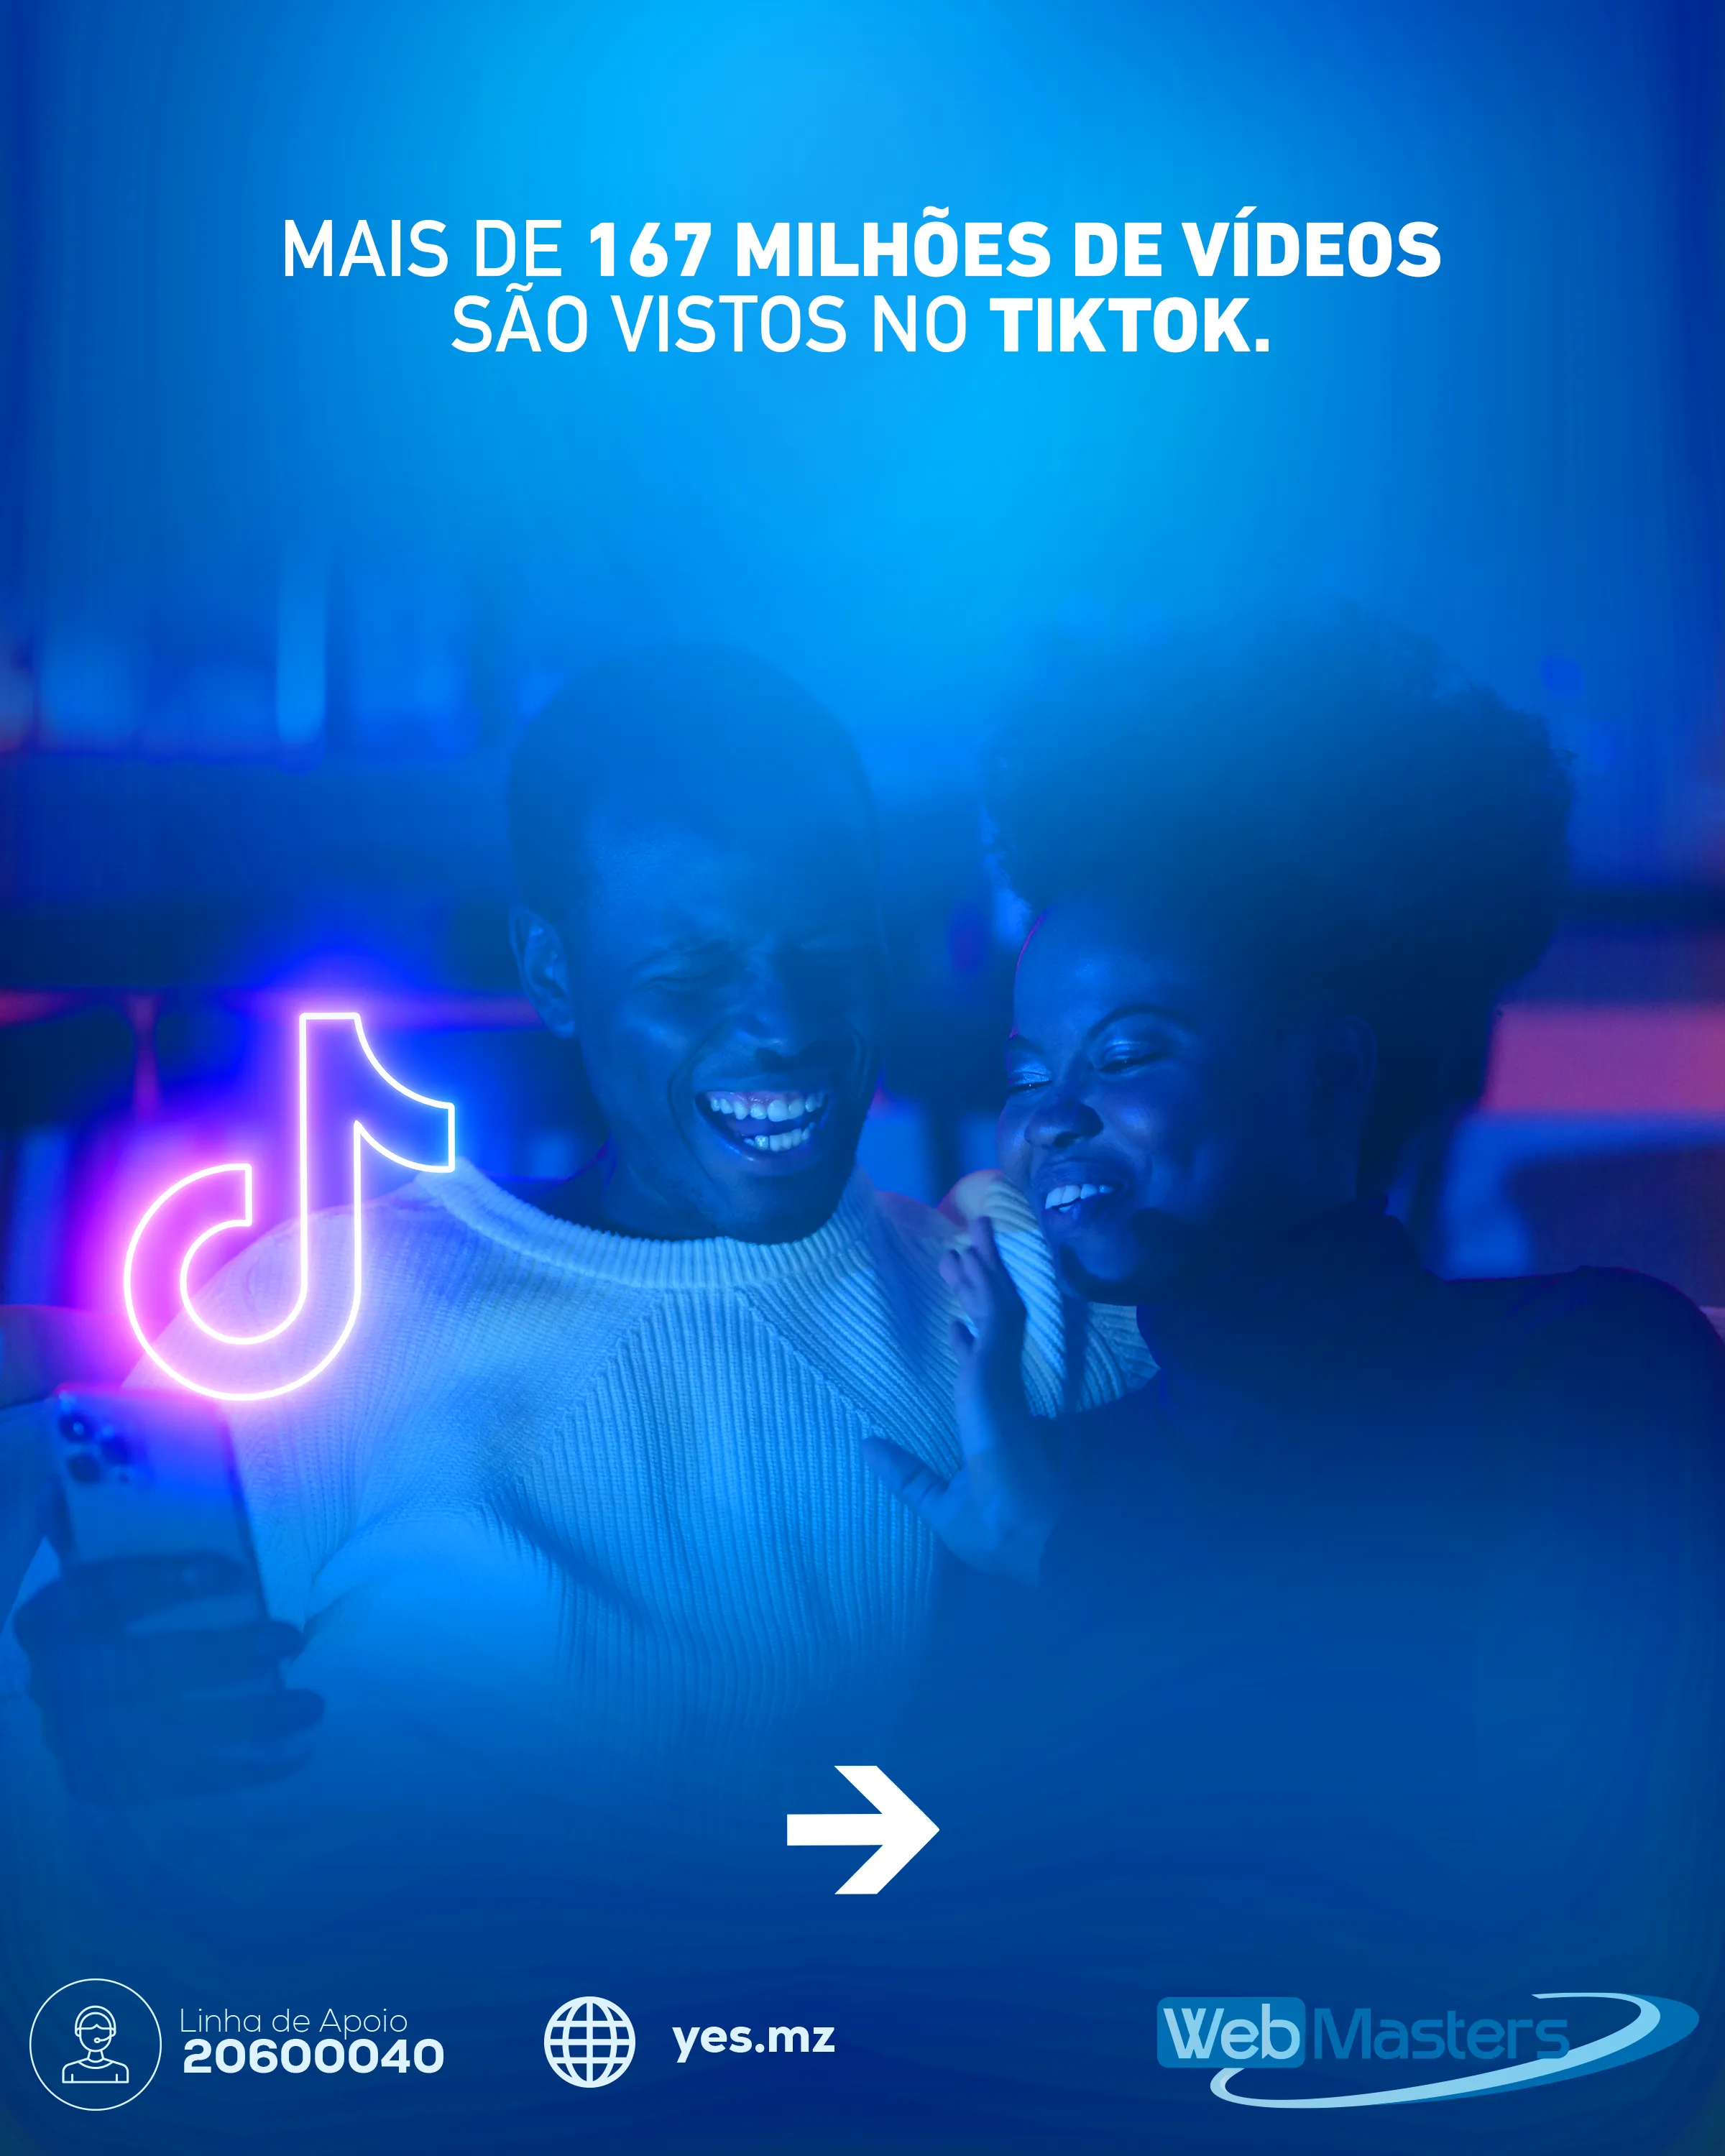 MAIS DE 167 MILHÕES DE VÍDEOS
SÃO VISTOS NO TIKTOK.
Linha de Apoio
20600040
yes.mz
WebMasters